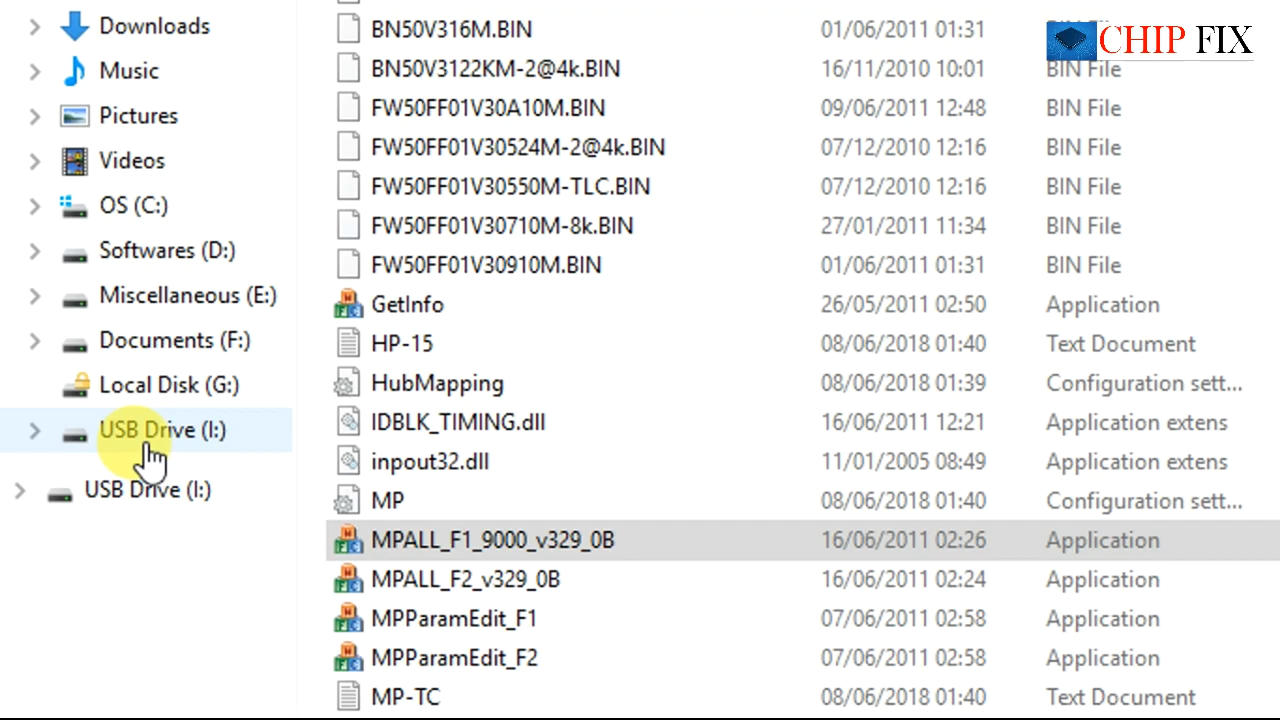 Downloads
Music
Pictures
Videos
OS (C:)
Softwares (D:)
Miscellaneous (E:)
Documents (F:)
Local Disk (G:)
USB Drive (I:)
USB Drive (I:)
BN50V316M.BIN 01/06/2011 01:31
BN50V3122KM-2@4k.BIN 16/11/2010 10:01 BIN File
FW50FF01V30A10M.BIN 09/06/2011 12:48 BIN File
FW50FF01V30524M-2@4k.BIN 07/12/2010 12:16 BIN File
FW50FF01V30550M-TLC.BIN 07/12/2010 12:16 BIN File
FW50FF01V30710M-8k.BIN 27/01/2011 11:34 BIN File
FW50FF01V30910M.BIN 01/06/2011 01:31 BIN File
GetInfo 26/05/2011 02:50 Application
HP-15 08/06/2018 01:40 Text Document
HubMapping 08/06/2018 01:39 Configuration sett...
IDBLK_TIMING.dll 16/06/2011 12:21 Application extens
inpout32.dll 11/01/2005 08:49 Application extens
MP 08/06/2018 01:40 Configuration sett...
MPALL_F1_9000_v329_0B 16/06/2011 02:26 Application
MPALL_F2_v329_0B 16/06/2011 02:24 Application
MPParamEdit_F1 07/06/2011 02:58 Application
MPParamEdit_F2 07/06/2011 02:58 Application
MP-TC 08/06/2018 01:40 Text Document
CHIP FIX